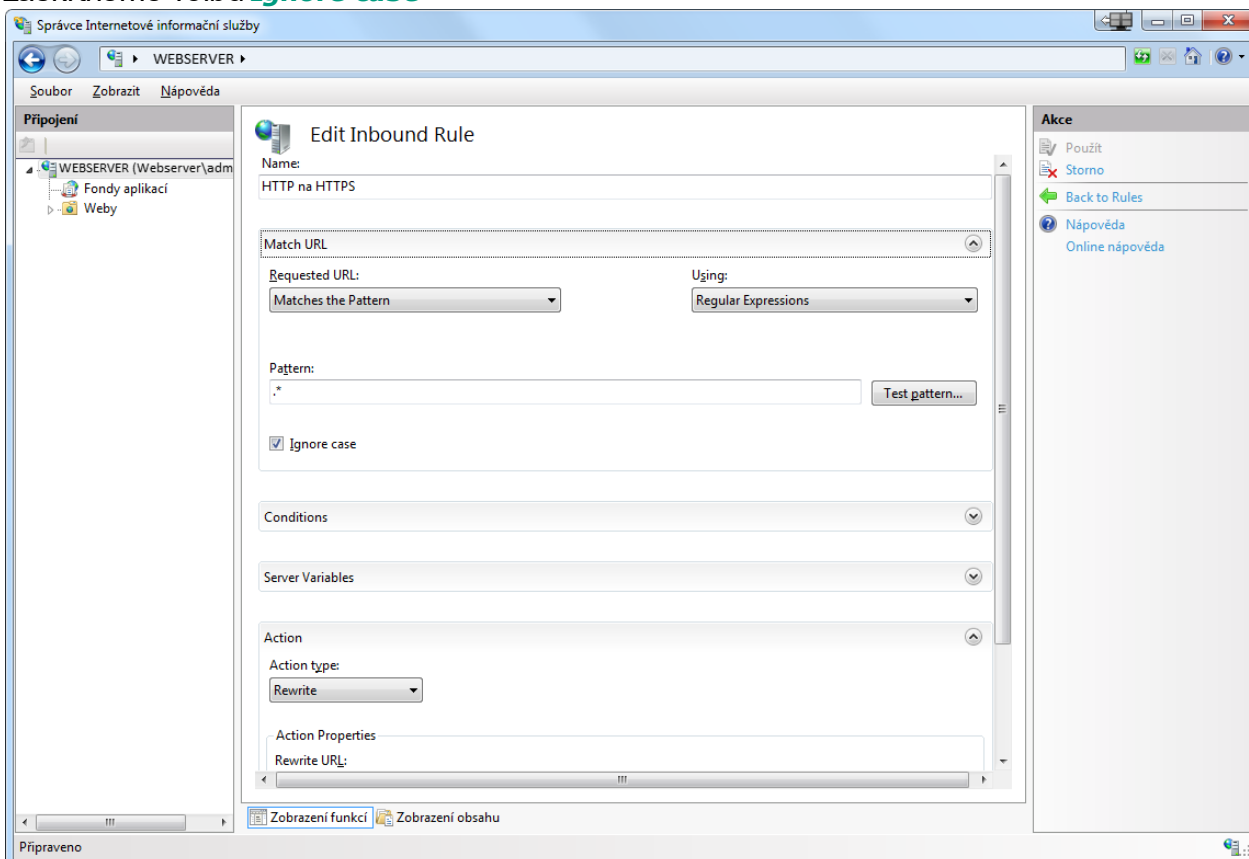 Ignore case
Správce Internetové informační služby
WEBSERVER
Soubor Zobrazit Nápověda
Připojení
WEBSERVER (Webserver\adm
Fondy aplikací
Weby
Edit Inbound Rule
Name:
HTTP na HTTPS
Match URL
Requested URL:
Using:
Matches the Pattern
Regular Expressions
Pattern:
.*
Test pattern...
Ignore case
Conditions
Server Variables
Action
Action type:
Rewrite
Action Properties
Rewrite URL:
Zobrazení funkcí Zobrazení obsahu
Akce
Použít
Storno
Back to Rules
Nápověda
Online nápověda
Připraveno